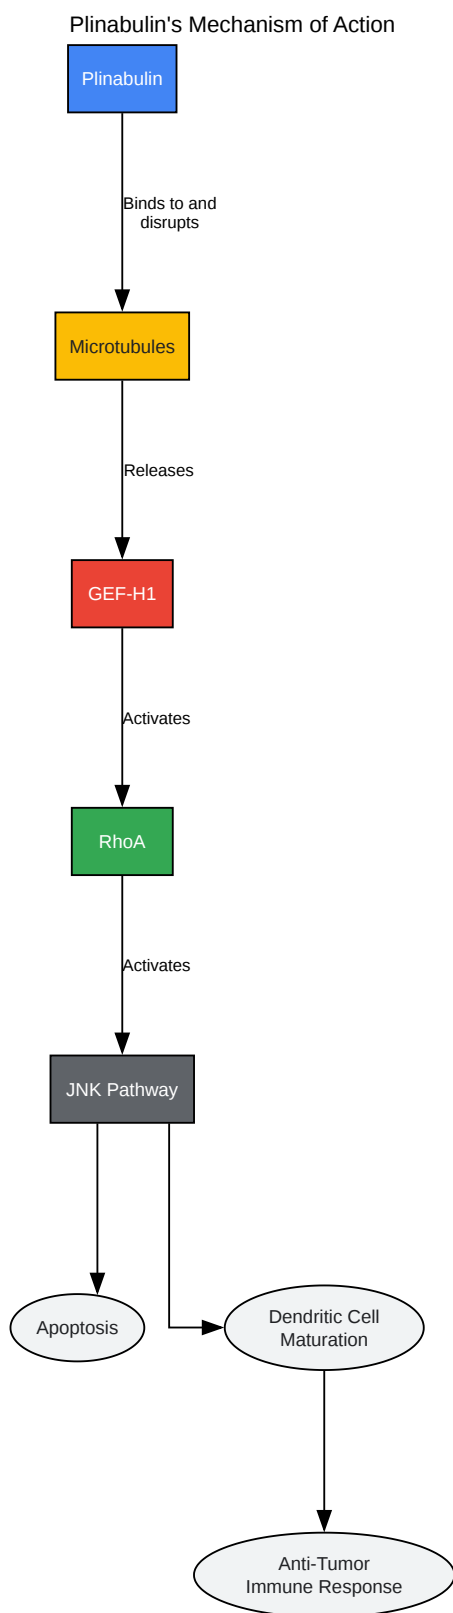 Plinabulin's Mechanism of Action
Plinabulin
Binds to and
disrupts
Microtubules
Releases
GEF-H1
Activates
RhoA
Activates
JNK Pathway
Apoptosis
Dendritic Cell
Maturation
Anti-Tumor
Immune Response